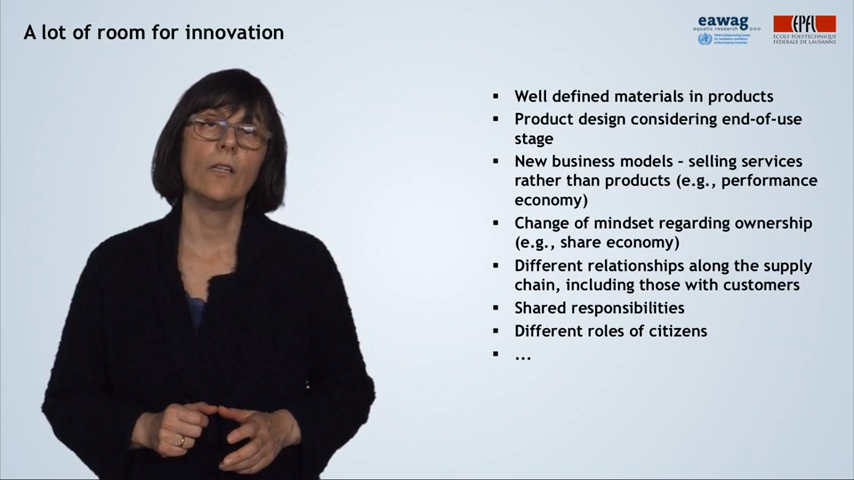 A lot of room for innovation
eawag
aquatic research
EPFL
ECOLE POLYTECHNIQUE
FÉDÉRALE DE LAUSANNE
▪ Well defined materials in products
▪ Product design considering end-of-use
stage
▪ New business models – selling services
rather than products (e.g., performance
economy)
▪ Change of mindset regarding ownership
(e.g., share economy)
▪ Different relationships along the supply
chain, including those with customers
▪ Shared responsibilities
▪ Different roles of citizens
▪ ...